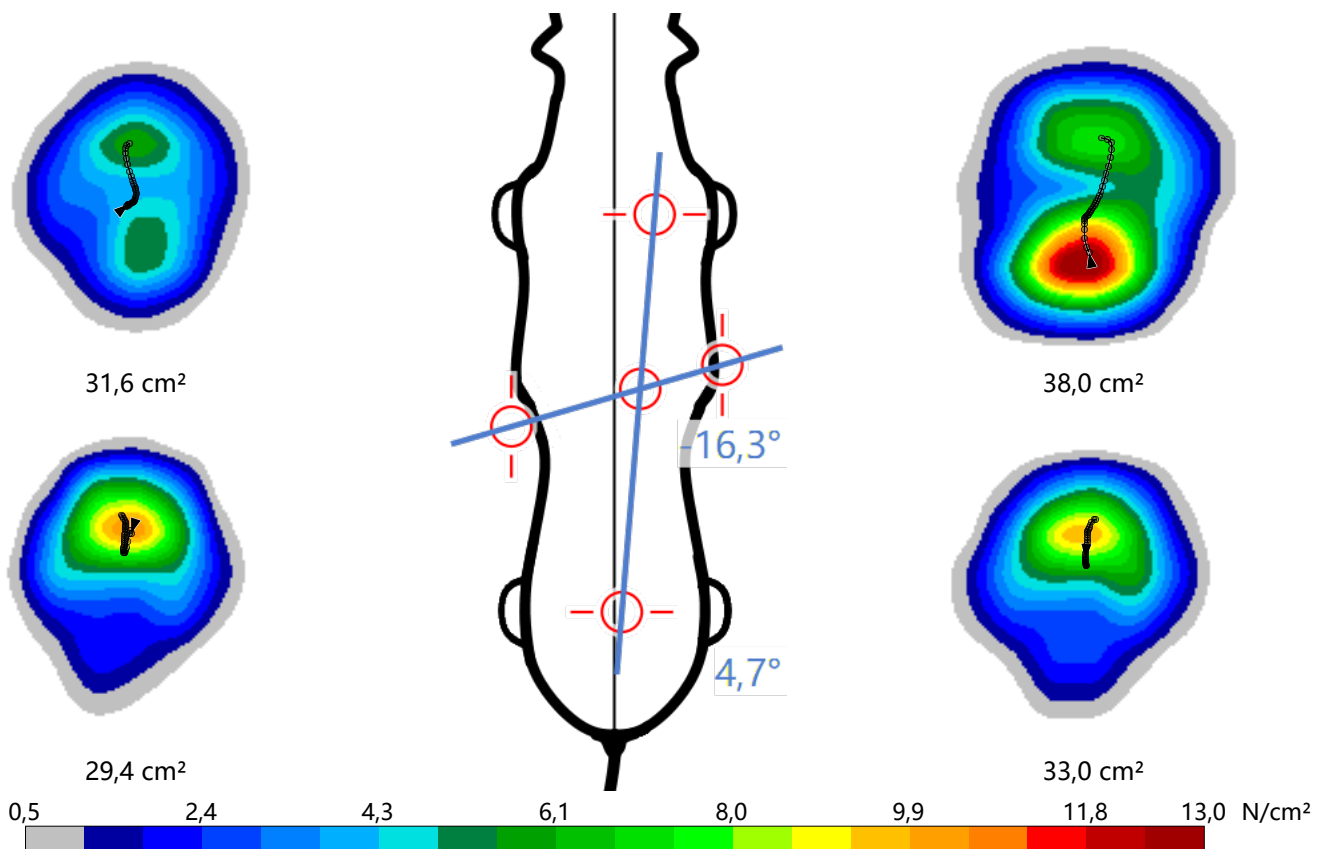 31,6 cm²
38,0 cm²
-16,3°
4,7°
29,4 cm²
33,0 cm²
0,5 2,4 4,3 6,1 8,0 9,9 11,8 13,0 N/cm²